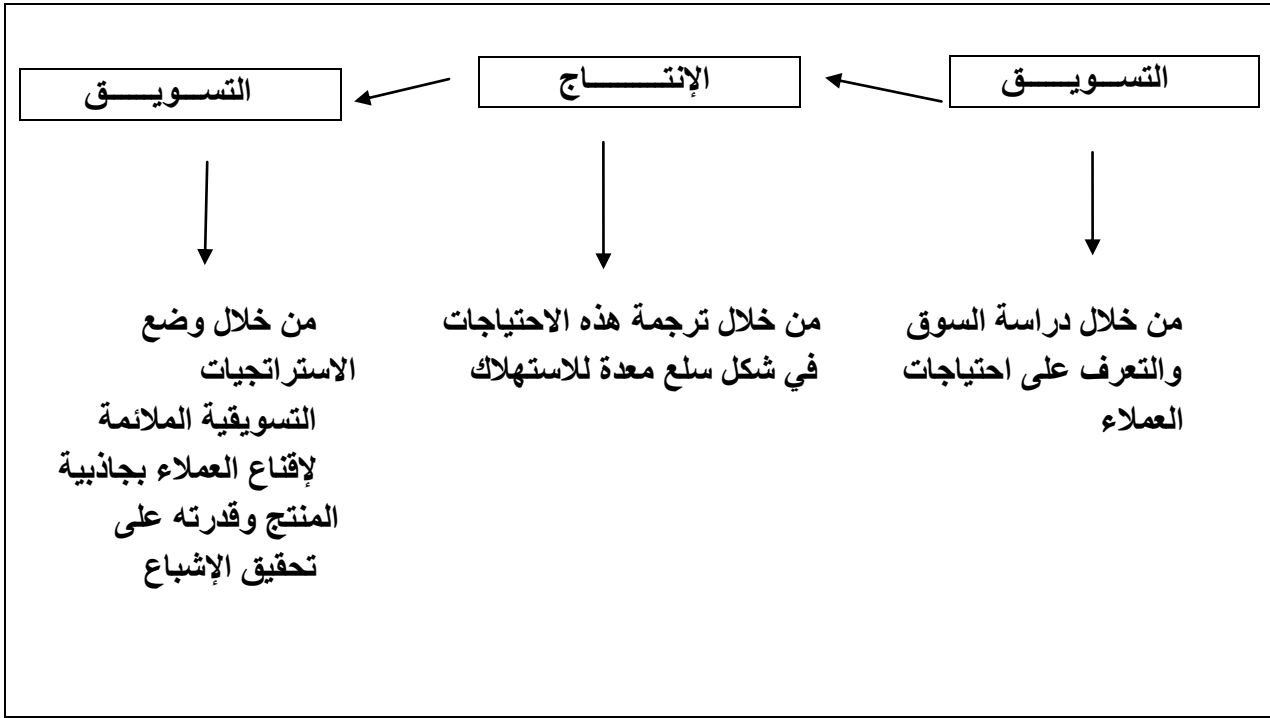 التسويق
الإنتاج
التسويق
من خلال دراسة السوق
والتعرف على احتياجات
العملاء
من خلال ترجمة هذه الاحتياجات
في شكل سلع معدة للاستهلاك
من خلال وضع
الاستراتجيات
التسويقية الملائمة
لإقناع العملاء بجاذبية
المنتج وقدرته على
تحقيق الإشباع